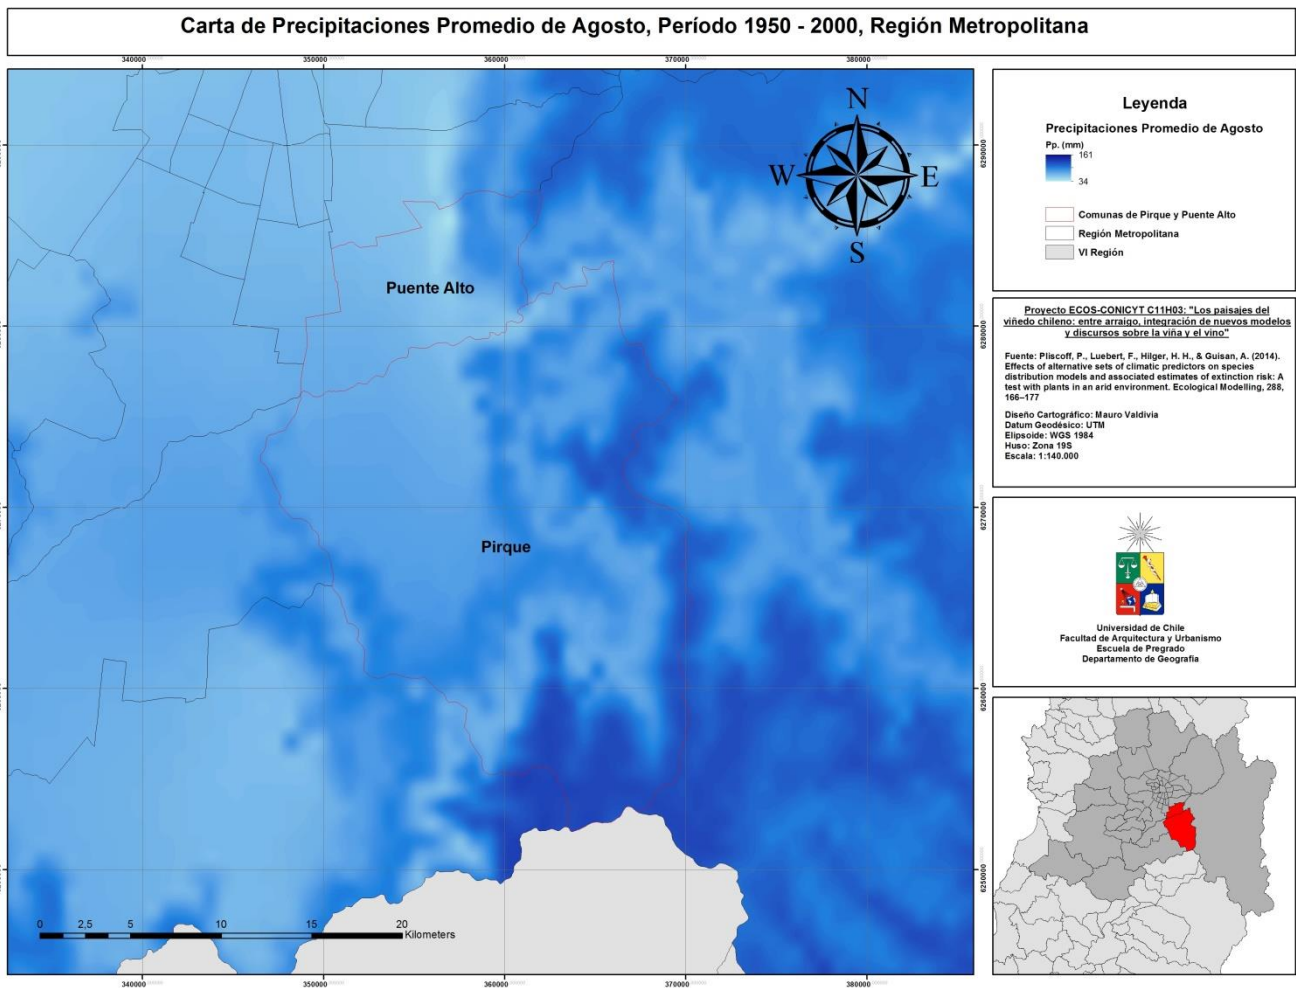 Carta de Precipitaciones Promedio de Agosto, Período 1950 - 2000, Región Metropolitana
340000
350000
360000
370000
380000
N
W
E
S
Puente Alto
Pirque
6290000
6280000
6270000
6260000
6250000
0
2,5
5
10
15
20
Kilometers
340000
350000
360000
370000
380000
Leyenda
Precipitaciones Promedio de Agosto
Pp. (mm)
161
34
Comunas de Pirque y Puente Alto
Región Metropolitana
VI Región
Proyecto ECOS-CONICYT C11H03: "Los paisajes del
viñedo chileno: entre arraigo, integración de nuevos modelos
y discursos sobre la viña y el vino"
Fuente: Pliscoff, P., Luebert, F., Hilger, H. H., & Guisan, A. (2014).
Effects of alternative sets of climatic predictors on species
distribution models and associated estimates of extinction risk: A
test with plants in an arid environment. Ecological Modelling, 288,
166–177
Diseño Cartográfico: Mauro Valdivia
Datum Geodésico: UTM
Elipsoide: WGS 1984
Huso: Zona 19S
Escala: 1:140.000
Universidad de Chile
Facultad de Arquitectura y Urbanismo
Escuela de Pregrado
Departamento de Geografía